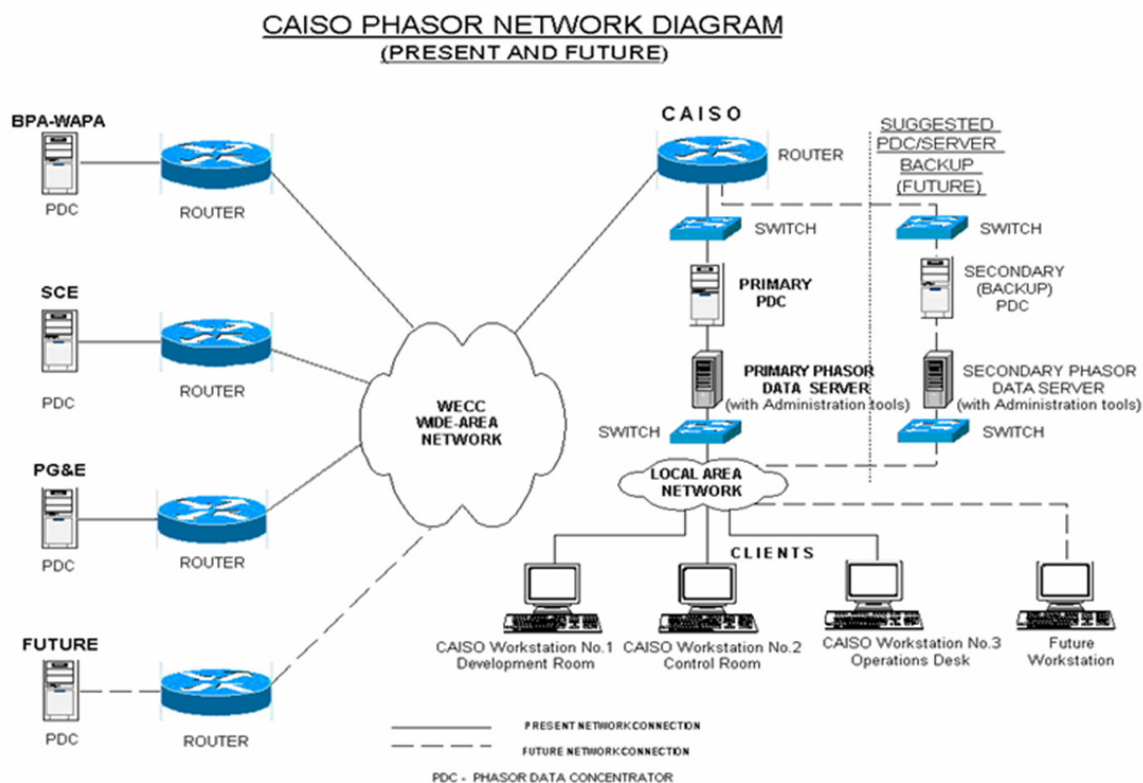 CAISO PHASOR NETWORK DIAGRAM
(PRESENT AND FUTURE)
BPA-WAPA
PDC
ROUTER
SCE
PDC
ROUTER
PG&E
PDC
ROUTER
FUTURE
PDC
ROUTER
WECC
WIDE-AREA
NETWORK
CAISO
ROUTER
SWITCH
PRIMARY
PDC
PRIMARY PHASOR
DATA SERVER
(with Administration tools)
SWITCH
LOCAL AREA
NETWORK
SUGGESTED
PDC/SERVER
BACKUP
(FUTURE)
SWITCH
SECONDARY
(BACKUP)
PDC
SECONDARY PHASOR
DATA SERVER
(with Administration tools)
SWITCH
CLIENTS
CAISO Workstation No.1
Development Room
CAISO Workstation No.2
Control Room
CAISO Workstation No.3
Operations Desk
Future
Workstation
PRESENT NETWORK CONNECTION
FUTURE NETWORK CONNECTION
PDC - PHASOR DATA CONCENTRATOR